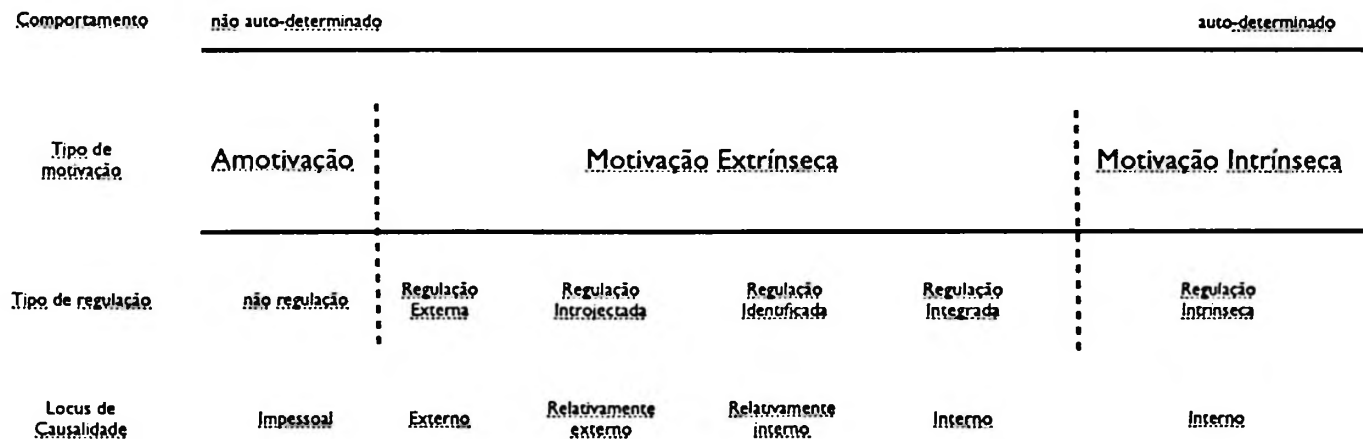 Comportamento não auto-determinado auto-determinado
Tipo de
motivação
Amotivação Motivação Extrínseca Motivação Intrínseca
Tipo de regulação não regulação Regulação
Externa Regulação
Introjectada Regulação
Identificada Regulação
Integrada Regulação
Intrínseca
Locus de
Causalidade Impessoal Externo Relativamente
externo Relativamente
interno Interno Interno